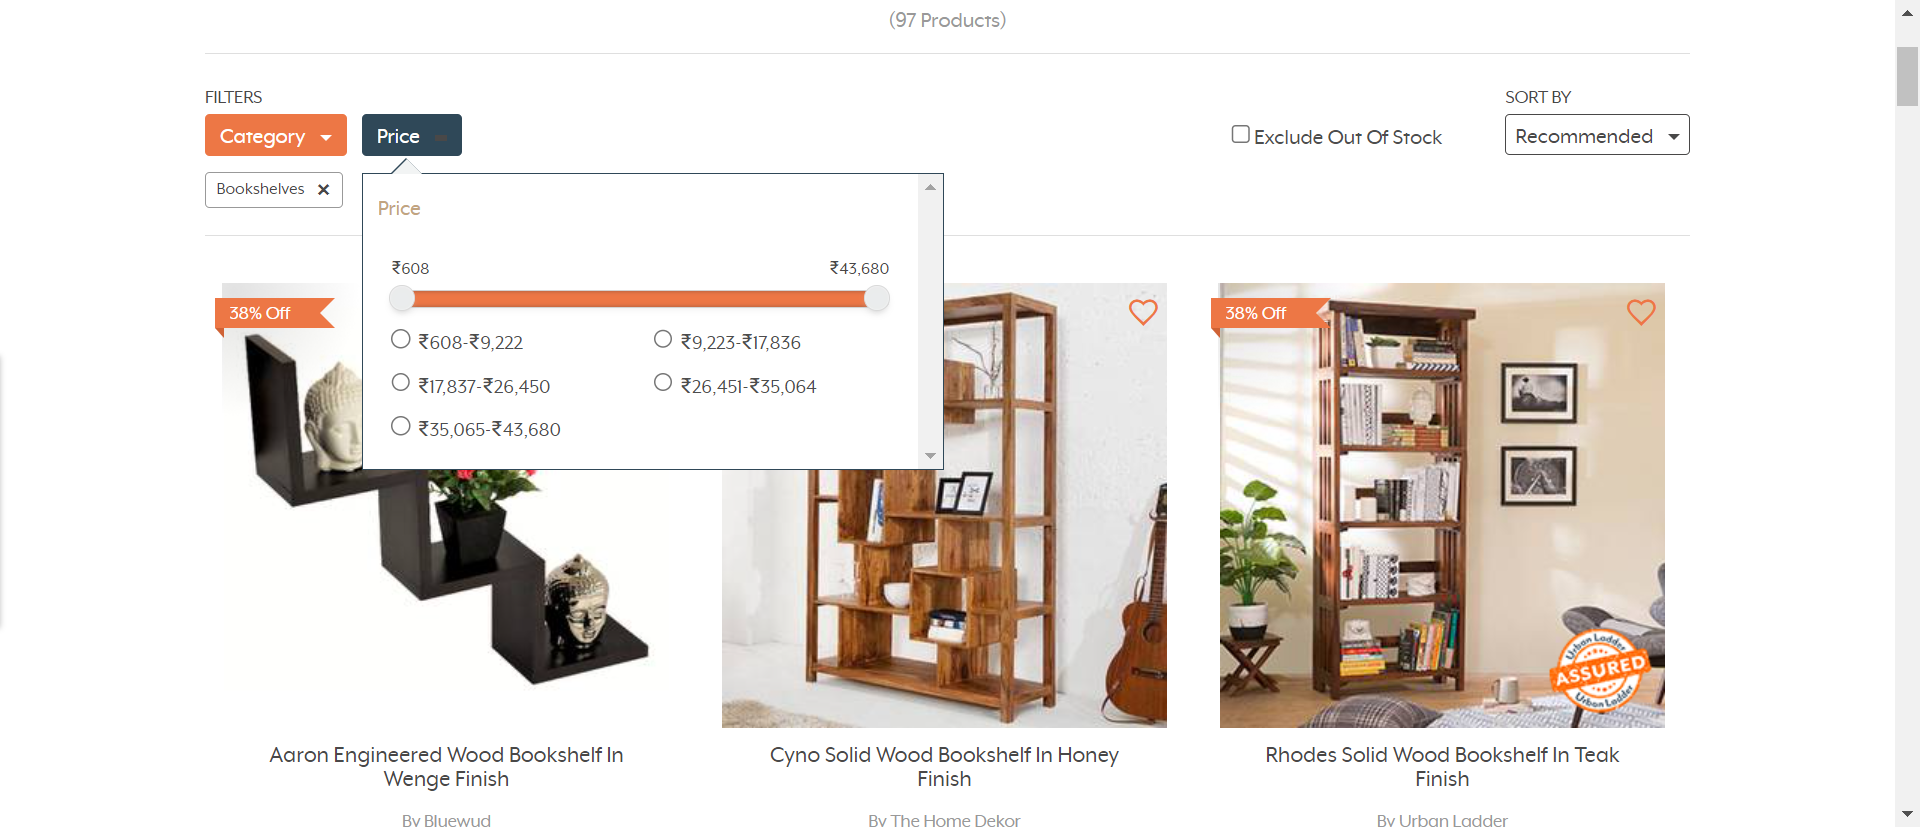 (97 Products)
FILTERS
SORT BY
Category
Price
Exclude Out Of Stock
Recommended
Bookshelves ×
Price
₹608
₹43,680
₹608-₹9,222
₹9,223-₹17,836
₹17,837-₹26,450
₹26,451-₹35,064
₹35,065-₹43,680
38% Off
38% Off
Urban Ladder
ASSURED
Urban Ladder
Aaron Engineered Wood Bookshelf In
Wenge Finish
By Bluewud
Cyno Solid Wood Bookshelf In Honey
Finish
By The Home Dekor
Rhodes Solid Wood Bookshelf In Teak
Finish
By Urban Ladder